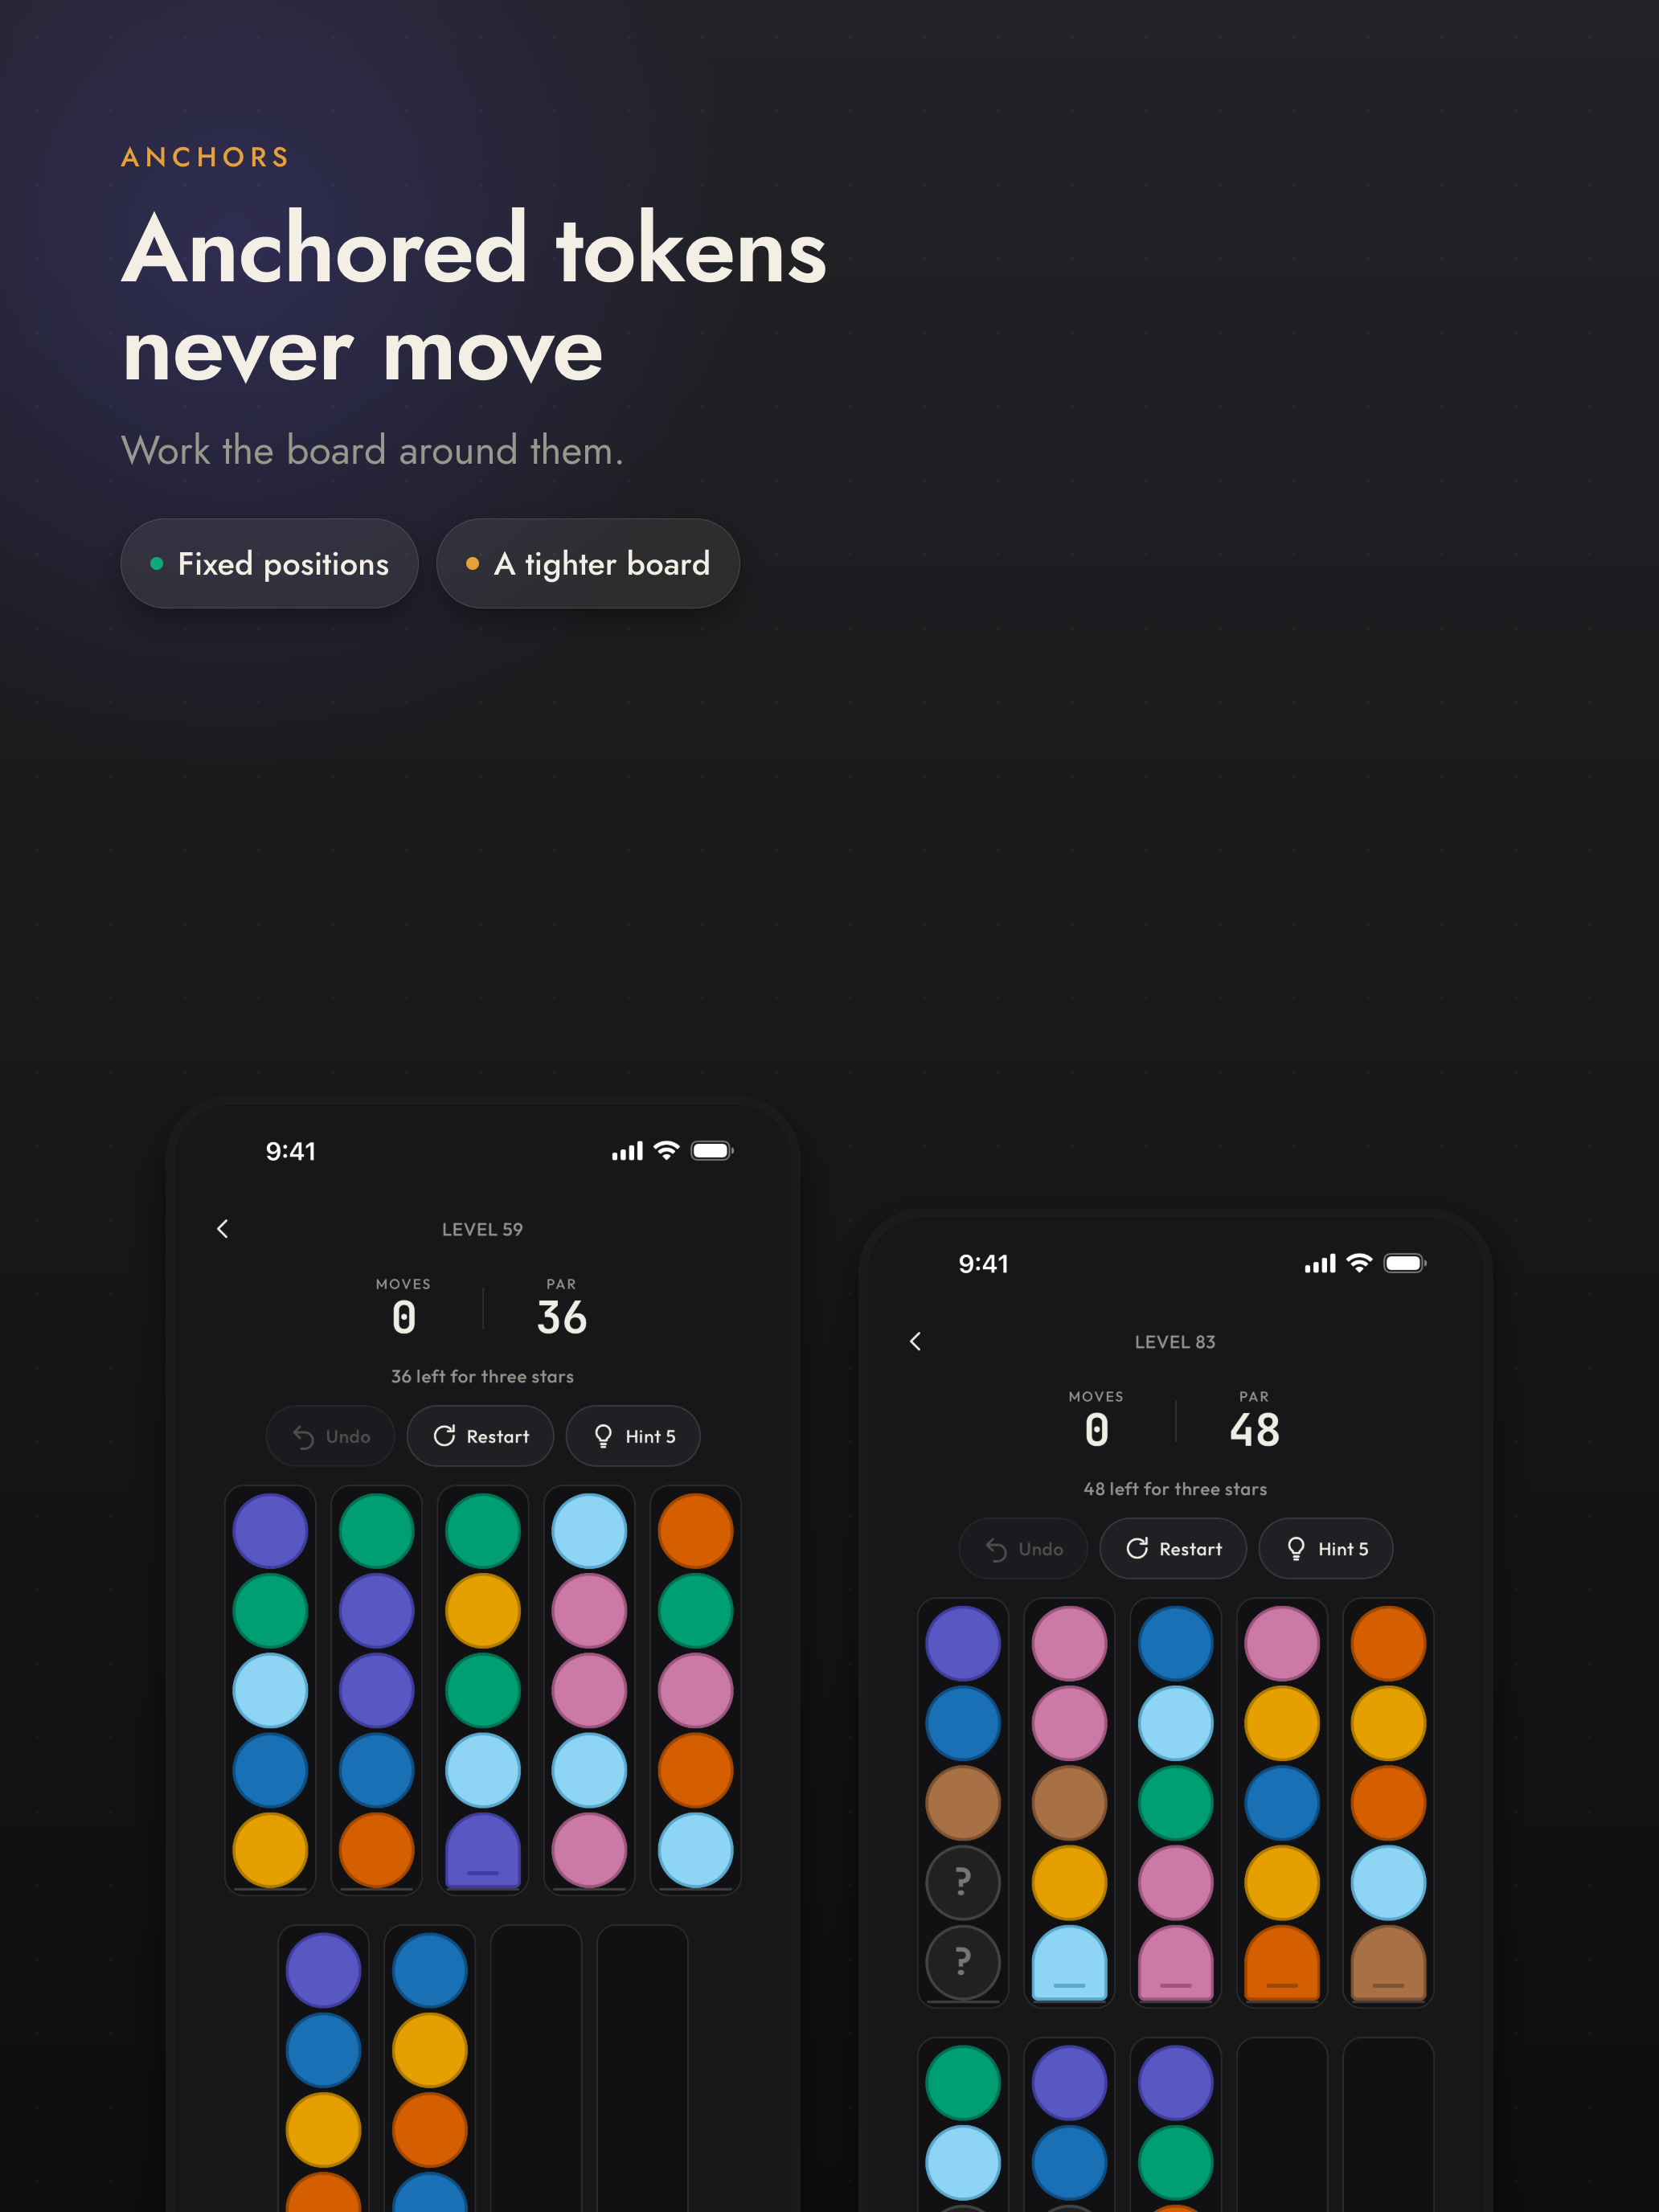 ANCHORS
Anchored tokens
never move
Work the board around them.
Fixed positions
A tighter board
9:41
LEVEL 59
MOVES
0
PAR
36
36 left for three stars
Undo
Restart
Hint 5
9:41
LEVEL 83
MOVES
0
PAR
48
48 left for three stars
Undo
Restart
Hint 5
?
?